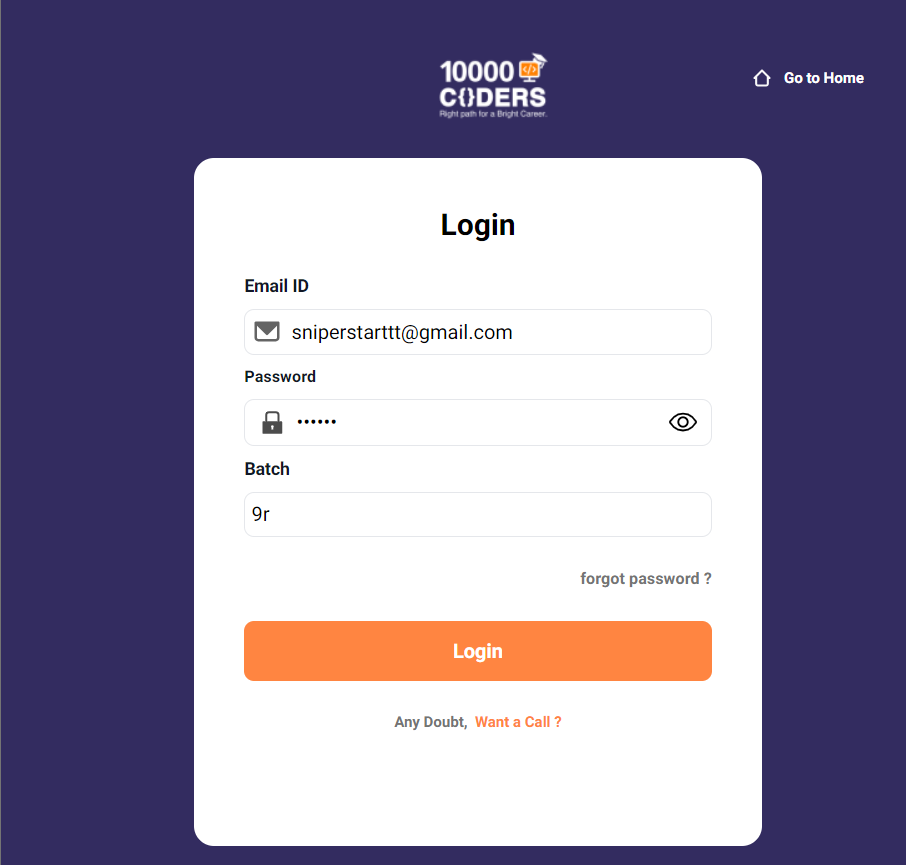 10000
C{}DERS
Right path for a Bright Career.
Go to Home
Login
Email ID
sniperstarttt@gmail.com
Password
••••••
Batch
9r
forgot password ?
Login
Any Doubt, Want a Call ?